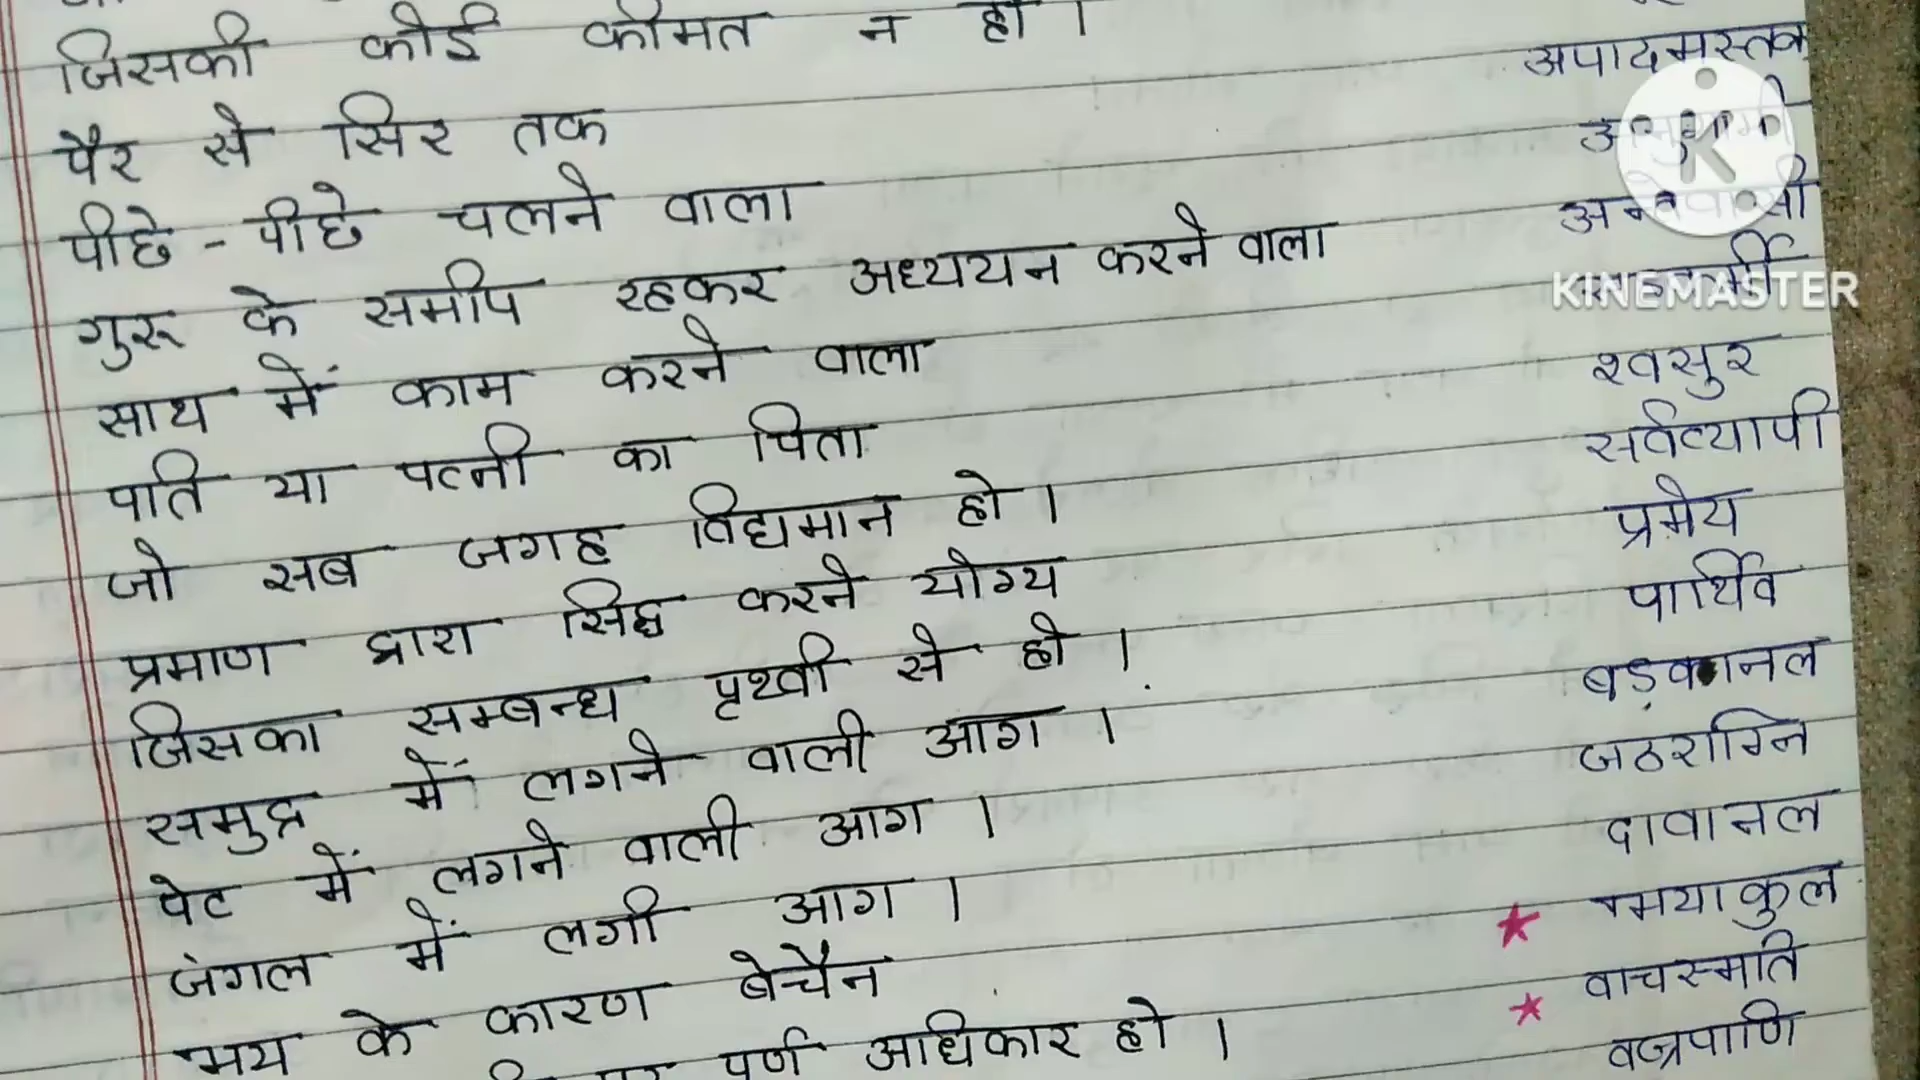 जिसकी कोई कीमत न हो ।
अपादमस्तक
पैर से सिर तक
पीछे - पीछे चलने वाला
गुरू के समीप रहकर अध्ययन करने वाला
KINEMASTER
साथ में काम करने वाला
श्वसुर
पति या पत्नी का पिता
सर्वव्यापी
जो सब जगह विद्यमान हो ।
प्रमेय
प्रमाण द्वारा सिद्ध करने योग्य
पार्थिव
जिसका सम्बन्ध पृथ्वी से हो ।
बड़वानल
समुद्र में लगने वाली आग ।
जठराग्नि
पेट में लगने वाली आग ।
दावानल
जंगल में लगी आग ।
भयाकुल
भय के कारण बेचैन
वाचस्पति
पूर्ण अधिकार हो ।
वज्रपाणि